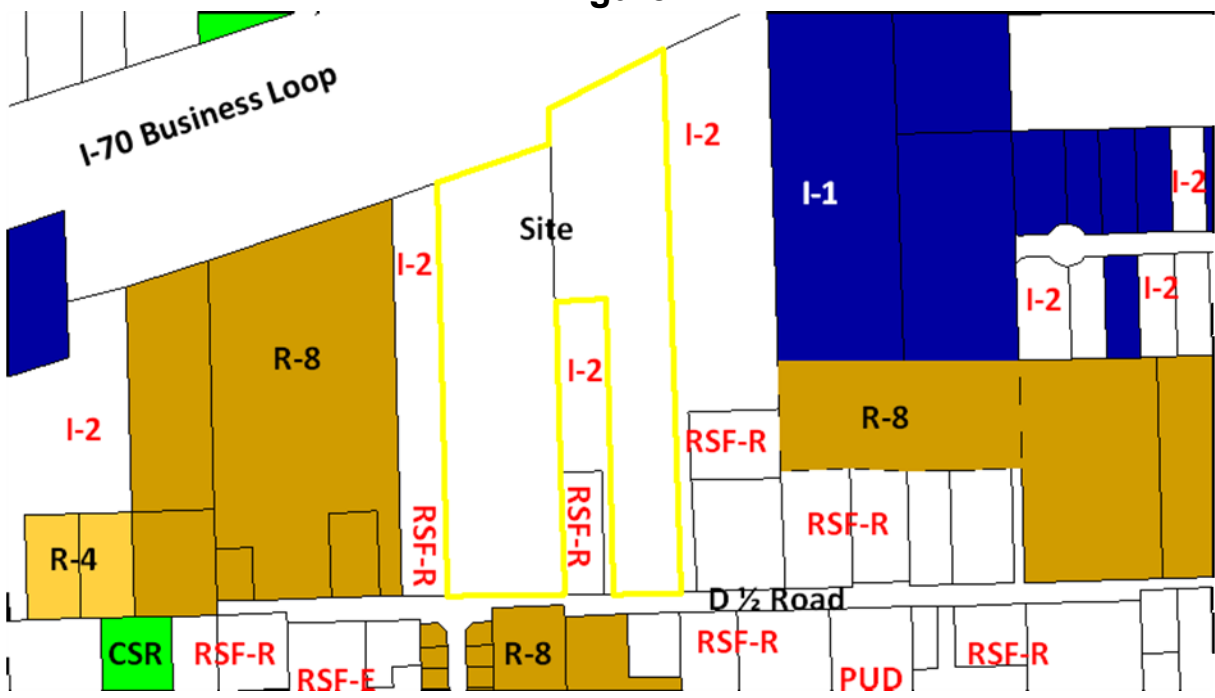 I-70 Business Loop
I-2
I-1
I-2
Site
I-2
I-2
I-2
R-8
I-2
I-2
R-8
RSF-R
RSF-R
RSF-R
RSF-R
R-4
D ½ Road
CSR
RSF-R
RSF-E
R-8
RSF-R
PUD
RSF-R